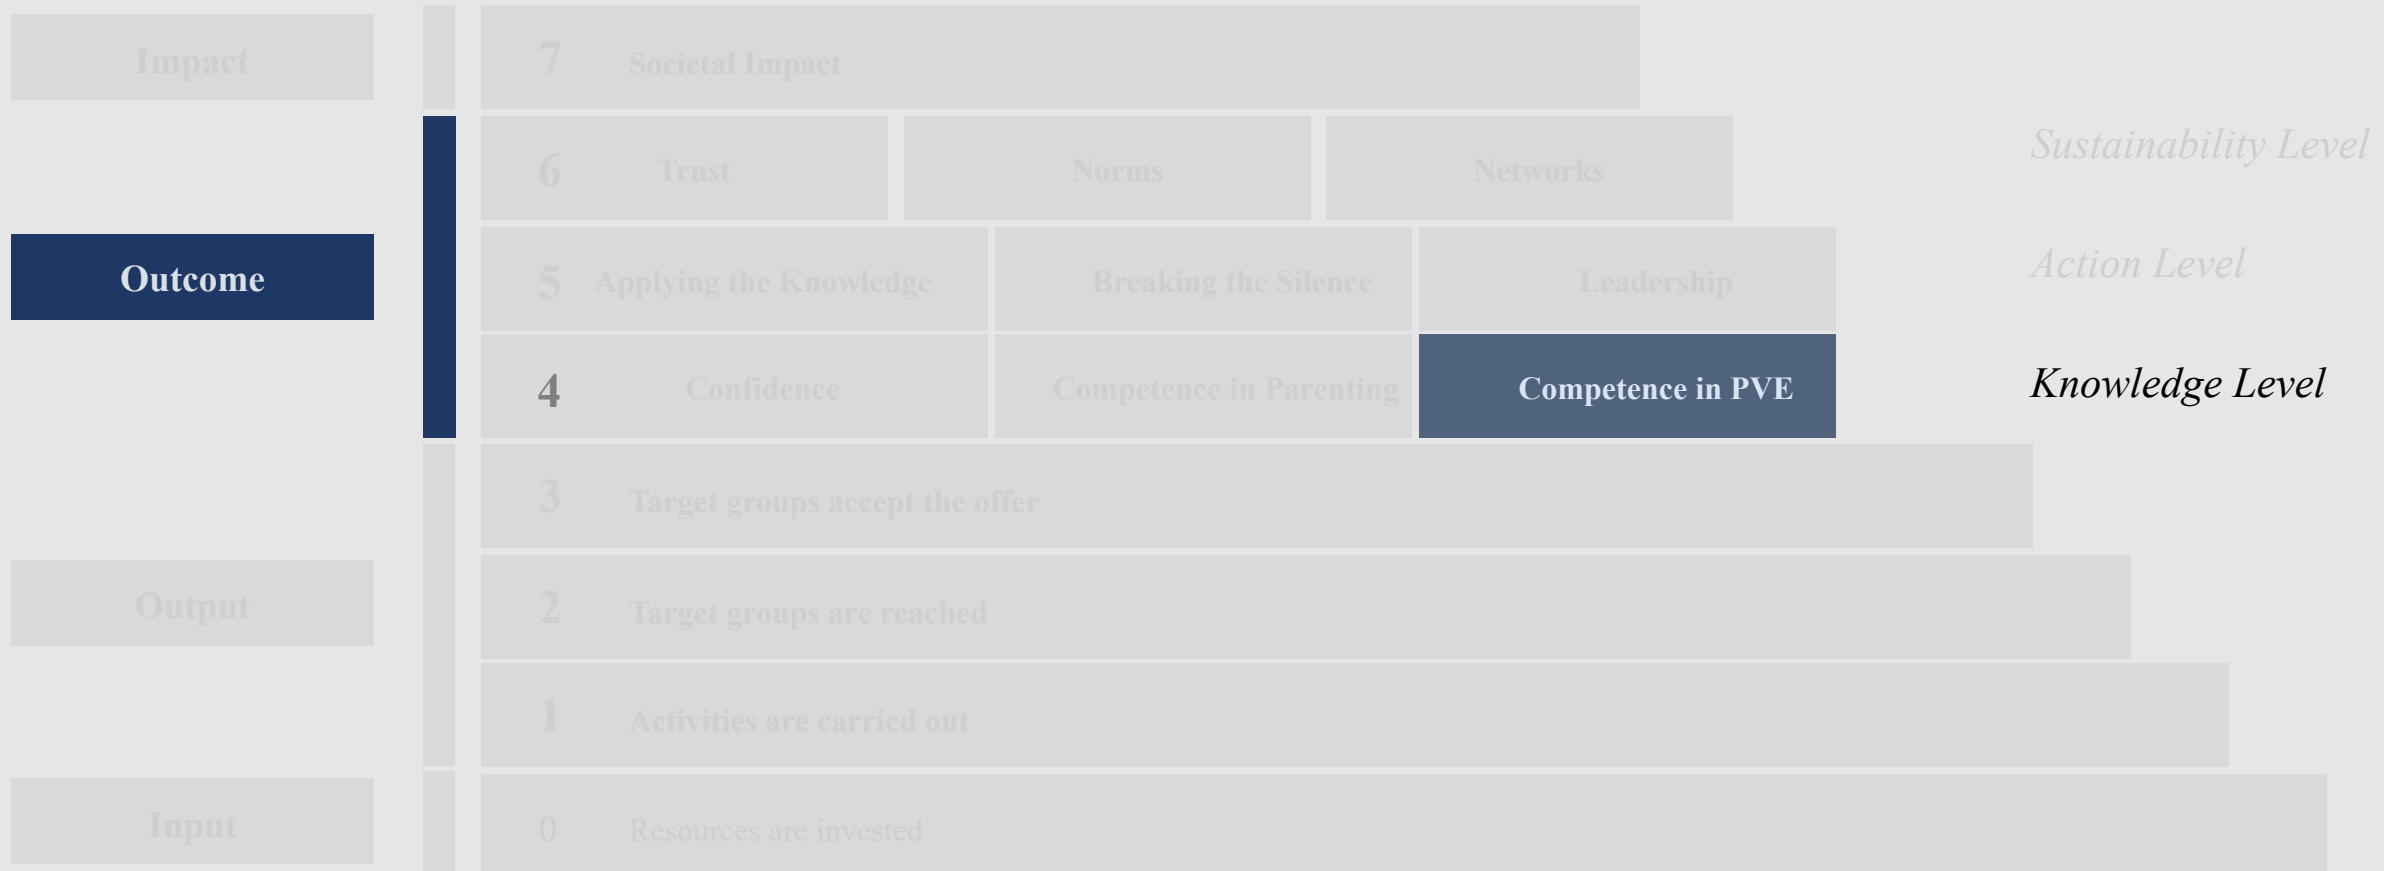 Impact
7 Societal Impact
6 Trust Norms Networks
Sustainability Level
Outcome
5 Applying the Knowledge Breaking the Silence Leadership
Action Level
4 Confidence Competence in Parenting Competence in PVE
Knowledge Level
3 Target groups accept the offer
Output
2 Target groups are reached
1 Activities are carried out
Input
0 Resources are invested